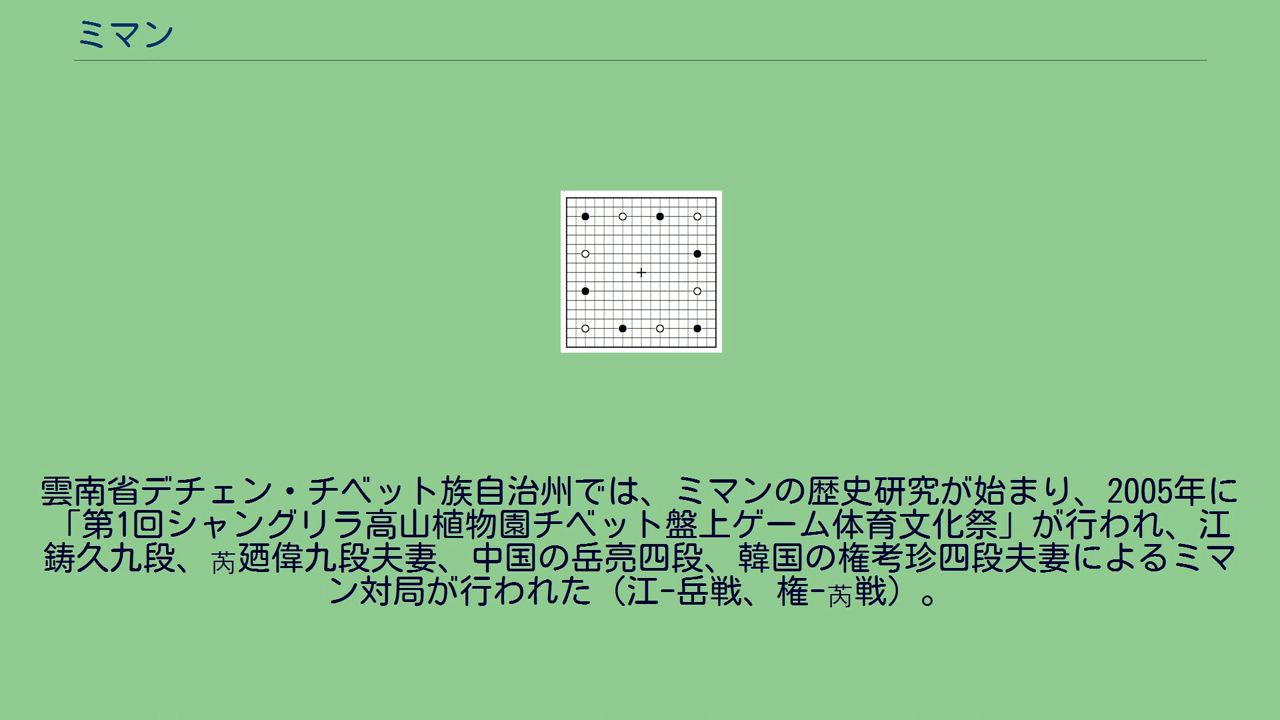 ミマン
雲南省デチェン・チベット族自治州では、ミマンの歴史研究が始まり、2005年に
「第1回シャングリラ高山植物園チベット盤上ゲーム体育文化祭」が行われ、江
鋳久九段、芮廼偉九段夫妻、中国の岳亮四段、韓国の権考珍四段夫妻によるミマ
ン対局が行われた（江-岳戦、権-芮戦）。